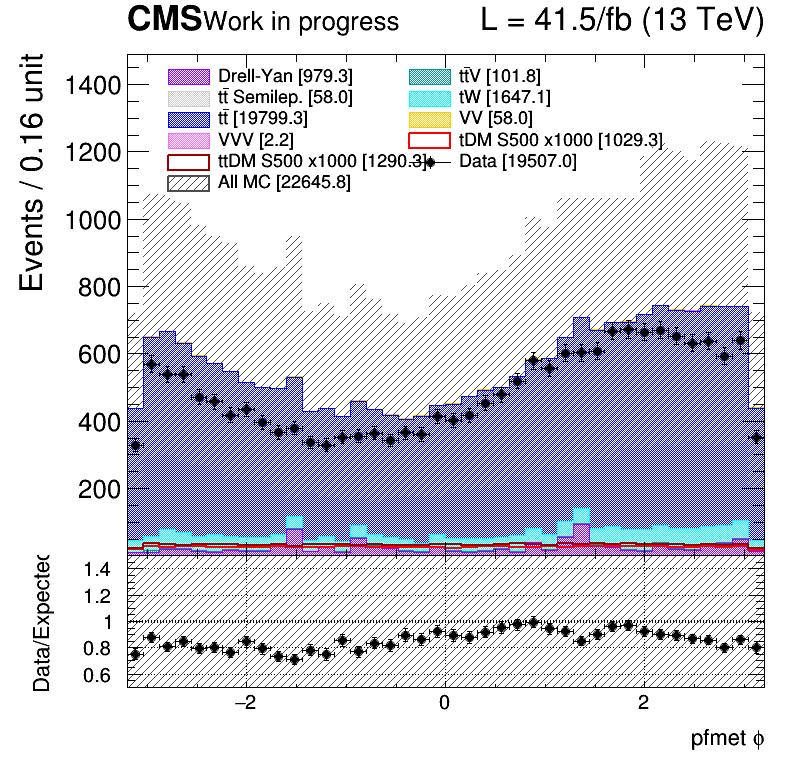 CMS Work in progress L = 41.5/fb (13 TeV)
Events / 0.16 unit
1400
1200
1000
800
600
400
200
Drell-Yan [979.3]
tt̄V [101.8]
tt̄ Semilep. [58.0]
tW [1647.1]
tt̄ [19799.3]
VV [58.0]
VVV [2.2]
tDM S500 x1000 [1029.3]
ttDM S500 x1000 [1290.3]
Data [19507.0]
All MC [22645.8]
Data/Expected
1.4
1.2
1
0.8
0.6
−2 0 2
pfmet ϕ